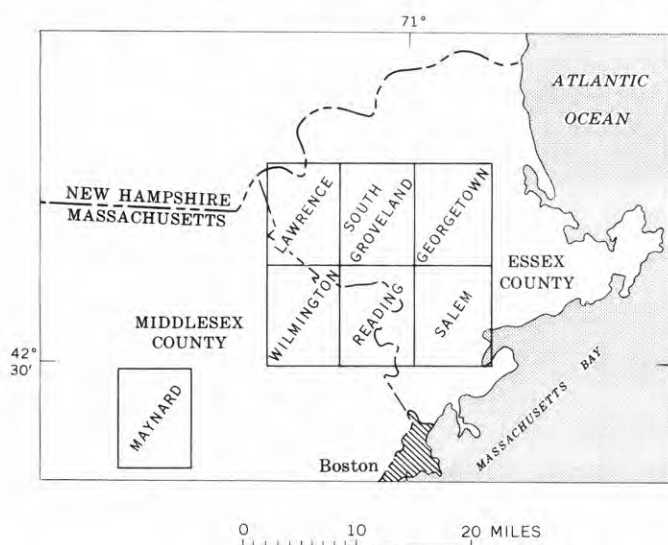 71°
ATLANTIC
OCEAN
NEW HAMPSHIRE
MASSACHUSETTS
LAWRENCE
SOUTH
GROVELAND
GEORGETOWN
ESSEX
COUNTY
WILMINGTON
READING
SALEM
MIDDLESEX
COUNTY
42°
30'
MAYNARD
MASSACHUSETTS BAY
Boston
0 10 20 MILES